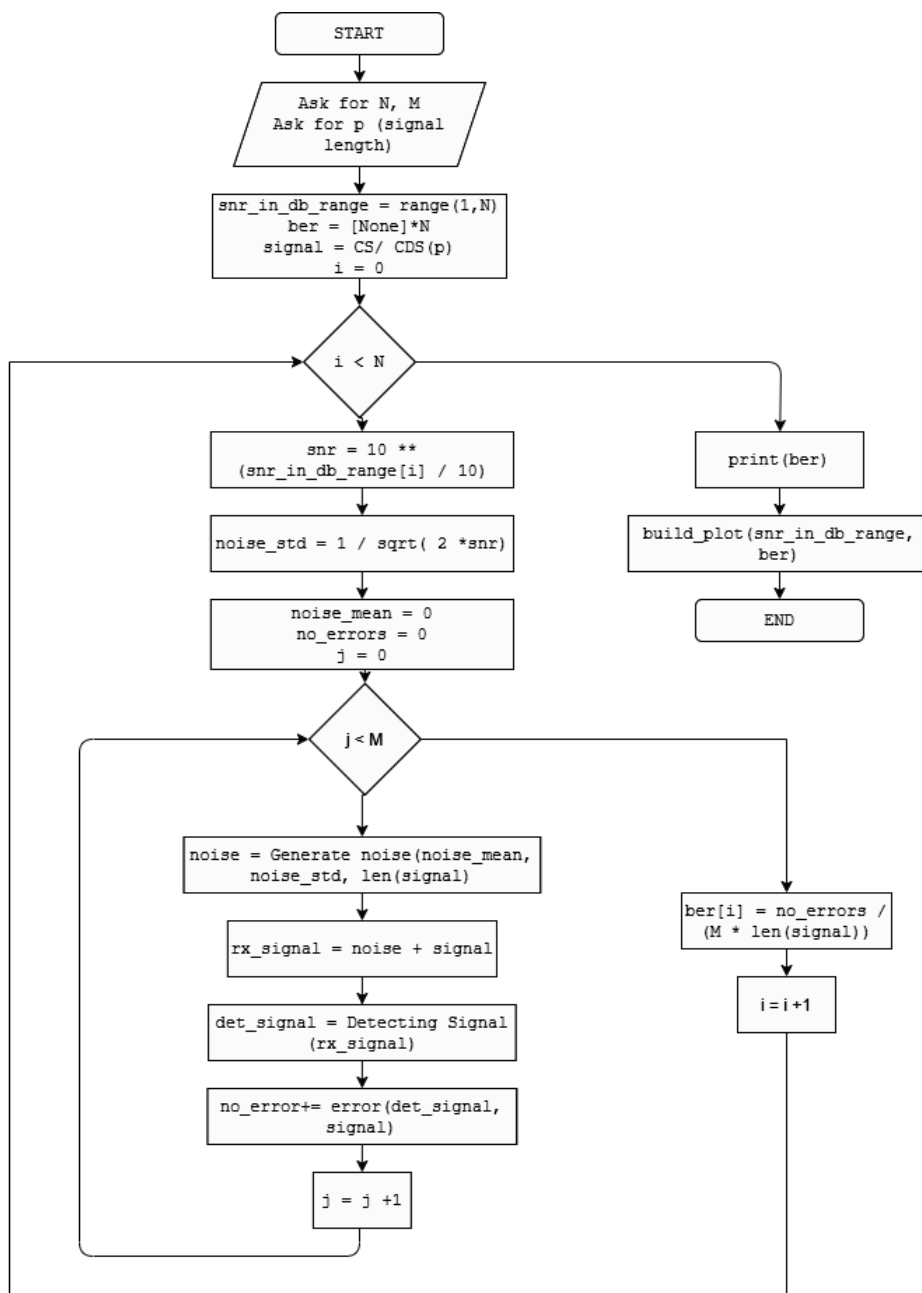 START
Ask for N, M
Ask for p (signal
length)
snr_in_db_range = range(1,N)
ber = [None]*N
signal = CS/ CDS(p)
i = 0
i < N
snr = 10 **
(snr_in_db_range[i] / 10)
noise_std = 1 / sqrt( 2 *snr)
noise_mean = 0
no_errors = 0
j = 0
j < M
noise = Generate noise(noise_mean,
noise_std, len(signal)
rx_signal = noise + signal
det_signal = Detecting Signal
(rx_signal)
no_error+= error(det_signal,
signal)
j = j +1
ber[i] = no_errors /
(M * len(signal))
i = i +1
print(ber)
build_plot(snr_in_db_range,
ber)
END